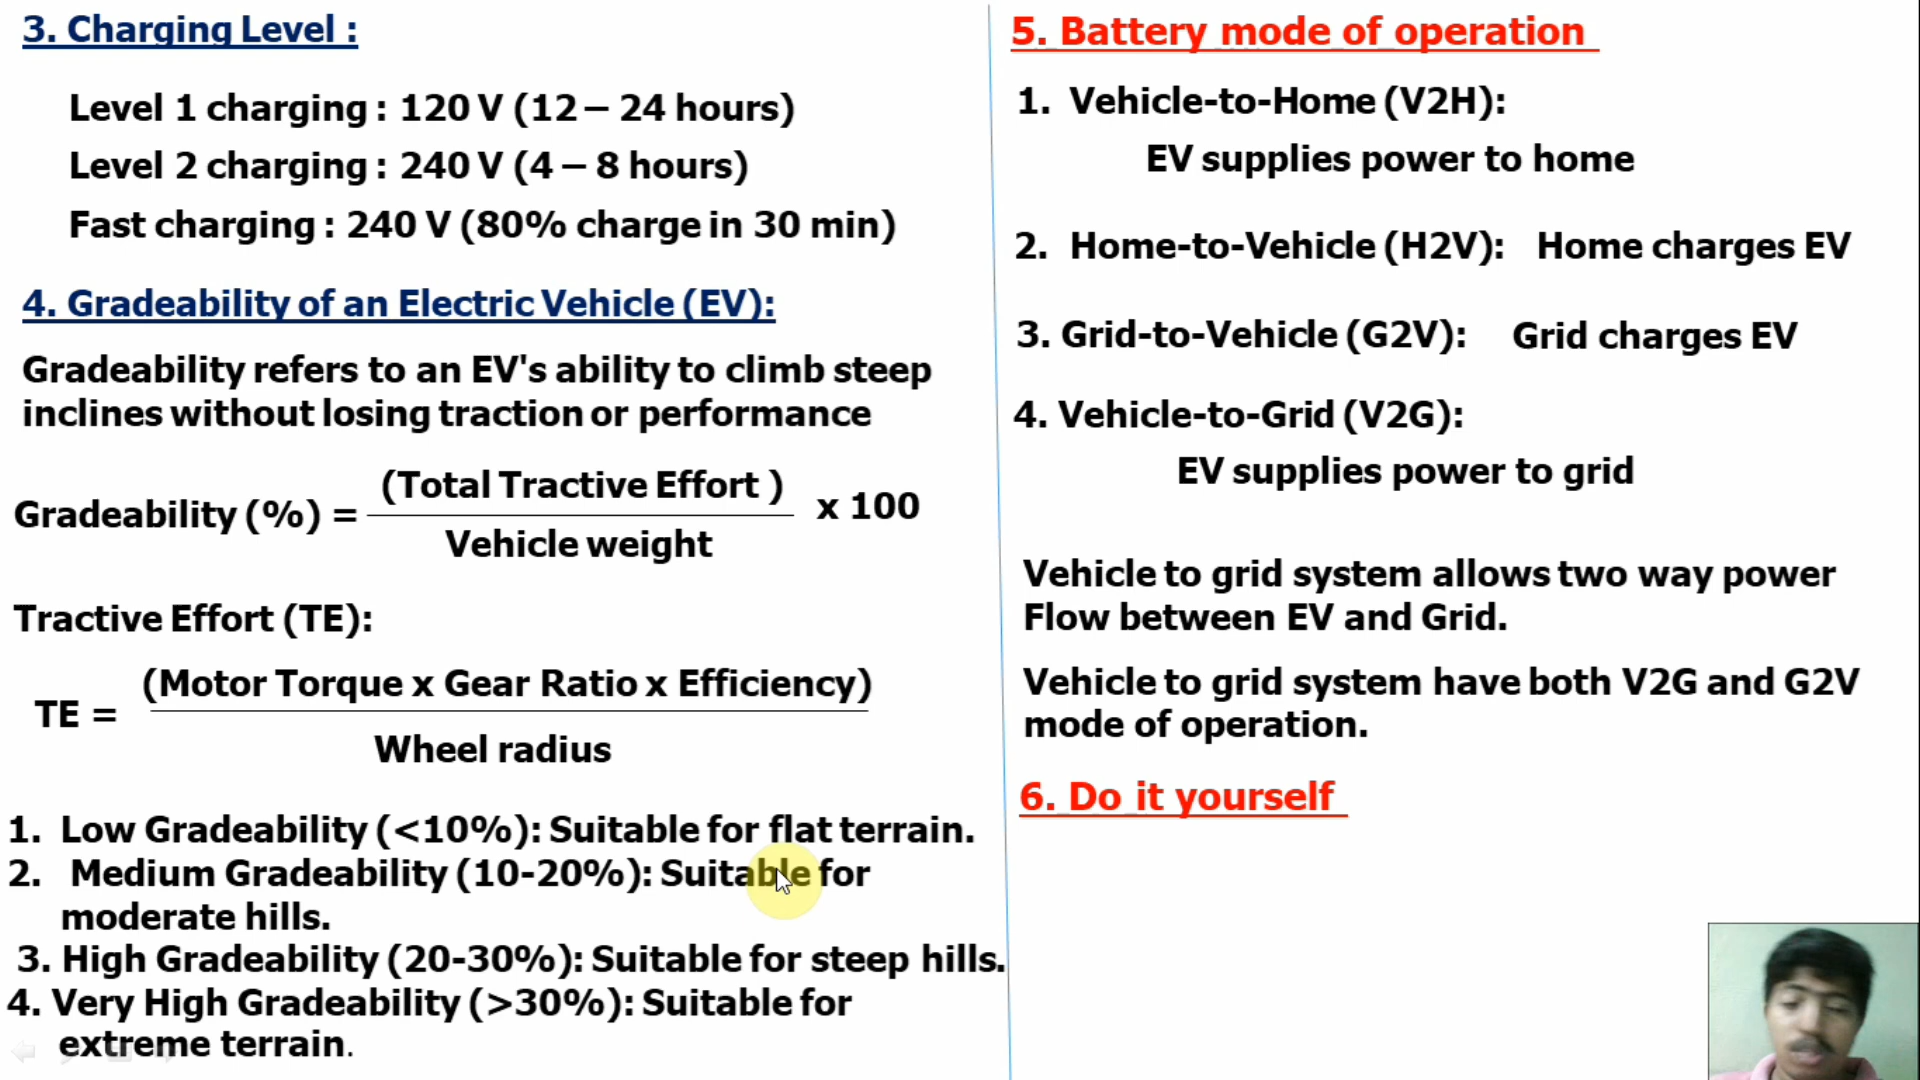 3. Charging Level :
Level 1 charging : 120 V (12 – 24 hours)
Level 2 charging : 240 V (4 – 8 hours)
Fast charging : 240 V (80% charge in 30 min)
4. Gradeability of an Electric Vehicle (EV):
Gradeability refers to an EV's ability to climb steep
inclines without losing traction or performance
(Total Tractive Effort )
Gradeability (%) = x 100
Vehicle weight
Tractive Effort (TE):
(Motor Torque x Gear Ratio x Efficiency)
TE =
Wheel radius
1. Low Gradeability (<10%): Suitable for flat terrain.
2. Medium Gradeability (10-20%): Suitable for
moderate hills.
3. High Gradeability (20-30%): Suitable for steep hills.
4. Very High Gradeability (>30%): Suitable for
extreme terrain.
5. Battery mode of operation
1. Vehicle-to-Home (V2H):
EV supplies power to home
2. Home-to-Vehicle (H2V): Home charges EV
3. Grid-to-Vehicle (G2V): Grid charges EV
4. Vehicle-to-Grid (V2G):
EV supplies power to grid
Vehicle to grid system allows two way power
Flow between EV and Grid.
Vehicle to grid system have both V2G and G2V
mode of operation.
6. Do it yourself